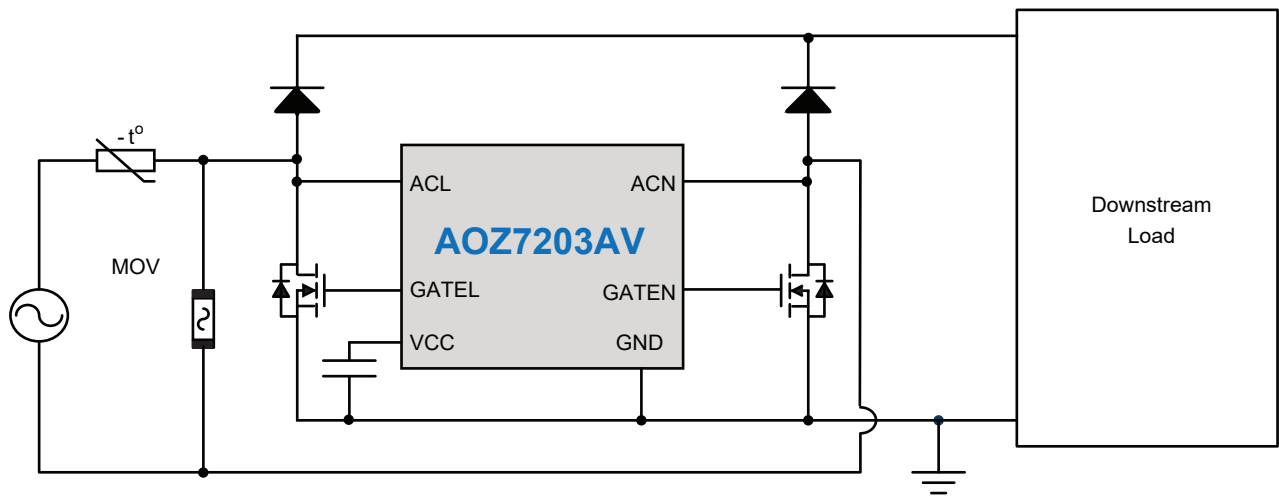 - t°
MOV
ACL
ACN
AOZ7203AV
GATEL
GATEN
VCC
GND
Downstream
Load